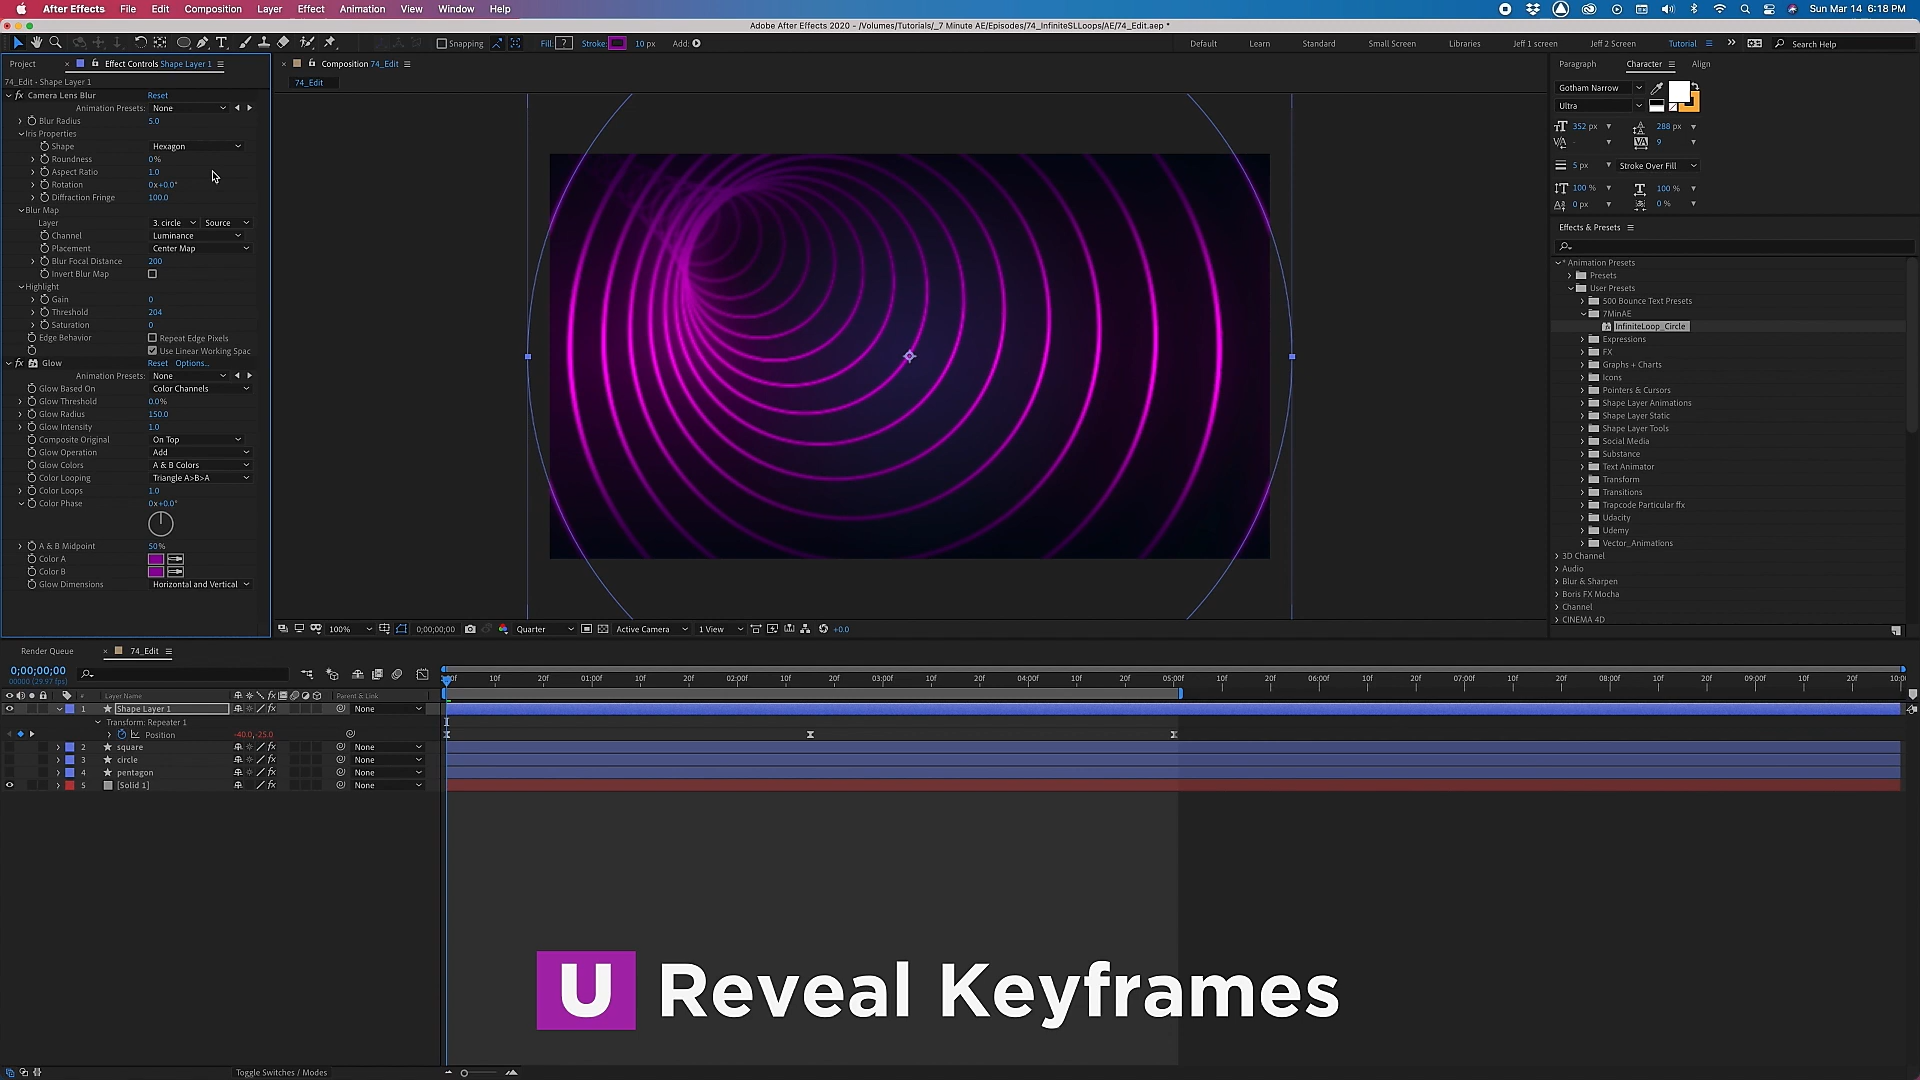 After Effects File Edit Composition Layer Effect Animation View Window Help Sun Mar 14 6:18 PM
Adobe After Effects 2020 - /Volumes/Tutorials/_7 Minute AE/Episodes/74_InfiniteSLLoops/AE/74_Edit.aep *
Snapping Fill: ? Stroke: 10 px Add: Default Learn Standard Small Screen Libraries Jeff 1 screen Jeff 2 Screen Tutorial Search Help
Project Effect Controls Shape Layer 1
74_Edit • Shape Layer 1
Camera Lens Blur Reset
Animation Presets: None
Blur Radius 5.0
Iris Properties
Shape Hexagon
Roundness 0%
Aspect Ratio 1.0
Rotation 0x+0.0°
Diffraction Fringe 100.0
Blur Map
Layer 3. circle Source
Channel Luminance
Placement Center Map
Blur Focal Distance 200
Invert Blur Map
Highlight
Gain 0
Threshold 204
Saturation 0
Edge Behavior Repeat Edge Pixels
Use Linear Working Spac
Glow Reset Options...
Animation Presets: None
Glow Based On Color Channels
Glow Threshold 0.0%
Glow Radius 150.0
Glow Intensity 1.0
Composite Original On Top
Glow Operation Add
Glow Colors A & B Colors
Color Looping Triangle A>B>A
Color Loops 1.0
Color Phase 0x+0.0°
A & B Midpoint 50%
Color A
Color B
Glow Dimensions Horizontal and Vertical
Composition 74_Edit
74_Edit
100% 0;00;00;00 Quarter Active Camera 1 View +0.0
Paragraph Character Align
Gotham Narrow
Ultra
352 px 288 px
- 9
5 px Stroke Over Fill
100 % 100 %
0 px 0 %
Effects & Presets
* Animation Presets
Presets
User Presets
500 Bounce Text Presets
7MinAE
InfiniteLoop_Circle
Expressions
FX
Graphs + Charts
Icons
Pointers & Cursors
Shape Layer Animations
Shape Layer Static
Shape Layer Tools
Social Media
Substance
Text Animator
Transform
Transitions
Trapcode Particular ffx
Udacity
Udemy
Vector_Animations
3D Channel
Audio
Blur & Sharpen
Boris FX Mocha
Channel
CINEMA 4D
Render Queue 74_Edit
0;00;00;00
00000 (29.97 fps)
10f 20f 01:00f 10f 20f 02:00f 10f 20f 03:00f 10f 20f 04:00f 10f 20f 05:00f 10f 20f 06:00f 10f 20f 07:00f 10f 20f 08:00f 10f 20f 09:00f 10f 20f
# Layer Name Parent & Link
1 Shape Layer 1 None
Transform: Repeater 1
Position -40.0,-25.0
2 square None
3 circle None
4 pentagon None
5 [Solid 1] None
U Reveal Keyframes
Toggle Switches / Modes